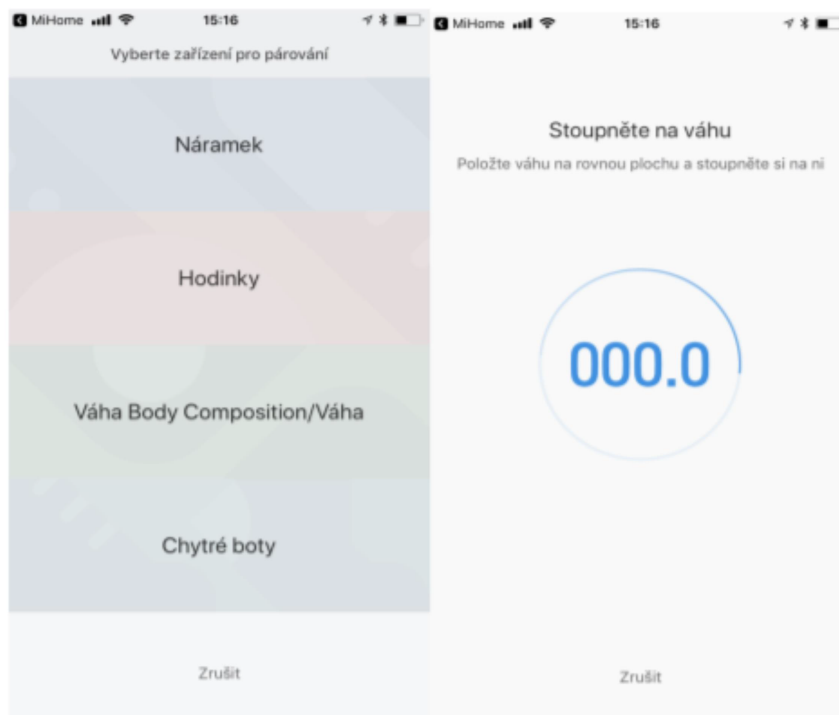 MiHome 15:16
Vyberte zařízení pro párování
Náramek
Hodinky
Váha Body Composition/Váha
Chytré boty
Zrušit
MiHome 15:16
Stoupněte na váhu
Položte váhu na rovnou plochu a stoupněte si na ni
000.0
Zrušit